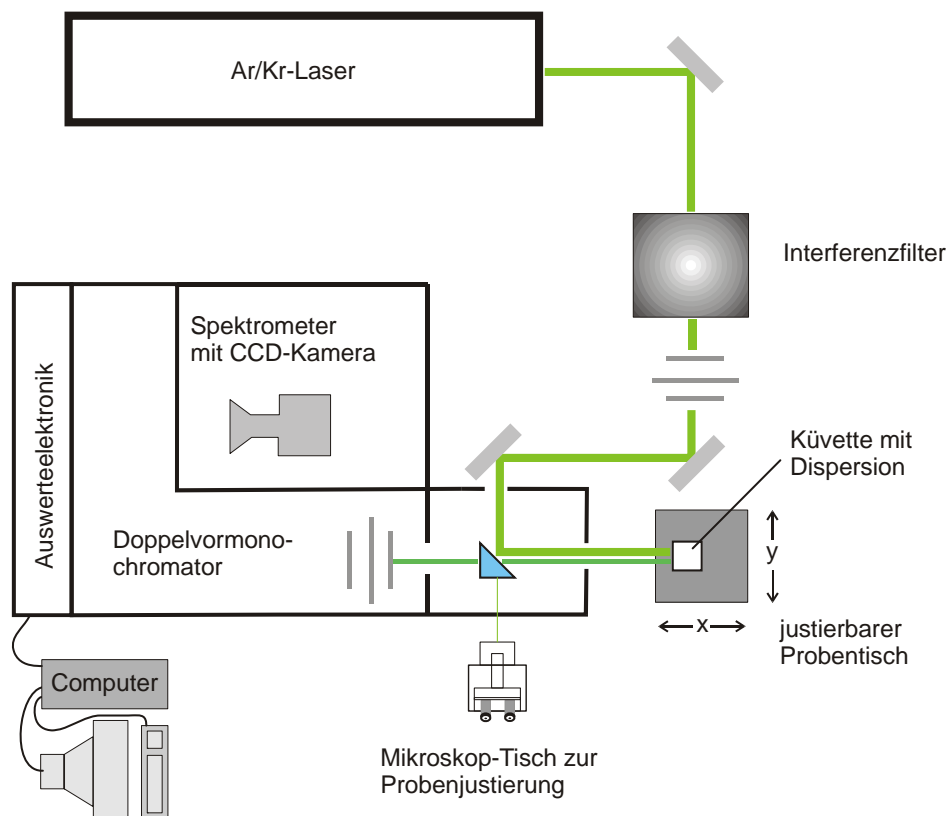 Ar/Kr-Laser
Interferenzfilter
Spektrometer
mit CCD-Kamera
Auswerteelektronik
Küvette mit
Dispersion
Doppelvormono-
chromator
y
x
justierbarer
Probentisch
Computer
Mikroskop-Tisch zur
Probenjustierung